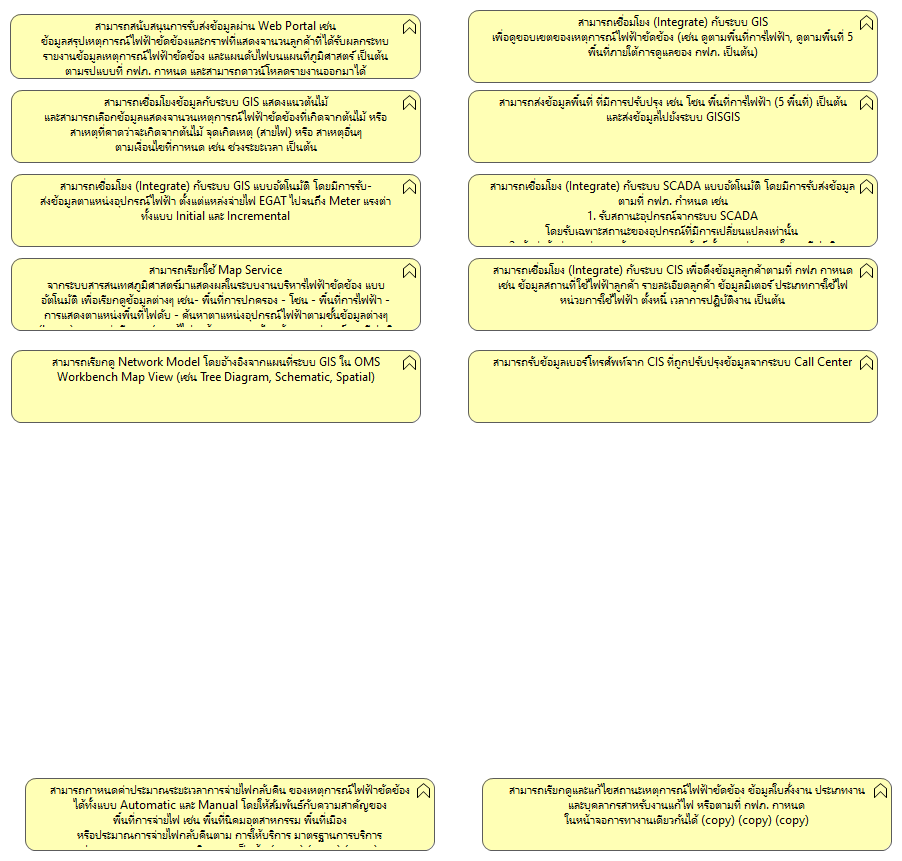 สามารถสนับสนุนการรับส่งข้อมูลผ่าน Web Portal เช่น
ข้อมูลสรุปเหตุการณ์ไฟฟ้าขัดข้องและกราฟที่แสดงจำนวนลูกค้าที่ได้รับผลกระทบ
รายงานข้อมูลเหตุการณ์ไฟฟ้าขัดข้อง และแผนดับไฟบนแผนที่ภูมิศาสตร์ เป็นต้น
ตามรูปแบบที่ กฟภ. กำหนด และสามารถดาวน์โหลดรายงานออกมาได้
สามารถเชื่อมโยง (Integrate) กับระบบ GIS
เพื่อดูขอบเขตของเหตุการณ์ไฟฟ้าขัดข้อง (เช่น ดูตามพื้นที่การไฟฟ้า, ดูตามพื้นที่ 5
พื้นที่ภายใต้การดูแลของ กฟภ. เป็นต้น)
สามารถเชื่อมโยงข้อมูลกับระบบ GIS แสดงแนวต้นไม้
และสามารถเลือกข้อมูลแสดงจำนวนเหตุการณ์ไฟฟ้าขัดข้องที่เกิดจากต้นไม้ หรือ
สาเหตุที่คาดว่าจะเกิดจากต้นไม้ จุดเกิดเหตุ (สายไฟ) หรือ สาเหตุอื่นๆ
ตามเงื่อนไขที่กำหนด เช่น ช่วงระยะเวลา เป็นต้น
สามารถส่งข้อมูลพื้นที่ ที่มีการปรับปรุง เช่น โซน พื้นที่การไฟฟ้า (5 พื้นที่) เป็นต้น
และส่งข้อมูลไปยังระบบ GISGIS
สามารถเชื่อมโยง (Integrate) กับระบบ GIS แบบอัตโนมัติ โดยมีการรับ-
ส่งข้อมูลตำแหน่งอุปกรณ์ไฟฟ้า ตั้งแต่แหล่งจ่ายไฟ EGAT ไปจนถึง Meter แรงต่ำ
ทั้งแบบ Initial และ Incremental
สามารถเชื่อมโยง (Integrate) กับระบบ SCADA แบบอัตโนมัติ โดยมีการรับส่งข้อมูล
ตามที่ กฟภ. กำหนด เช่น
1. รับสถานะอุปกรณ์จากระบบ SCADA
โดยรับเฉพาะสถานะของอุปกรณ์ที่มีการเปลี่ยนแปลงเท่านั้น
สามารถเรียกใช้ Map Service
จากระบบสารสนเทศภูมิศาสตร์มาแสดงผลในระบบงานบริหารไฟฟ้าขัดข้อง แบบ
อัตโนมัติ เพื่อเรียกดูข้อมูลต่างๆ เช่น- พื้นที่การปกครอง - โซน - พื้นที่การไฟฟ้า -
การแสดงตำแหน่งพื้นที่ไฟดับ - ค้นหาตำแหน่งอุปกรณ์ไฟฟ้าตามชั้นข้อมูลต่างๆ
สามารถเชื่อมโยง (Integrate) กับระบบ CIS เพื่อดึงข้อมูลลูกค้าตามที่ กฟภ กำหนด
เช่น ข้อมูลสถานที่ใช้ไฟฟ้าลูกค้า รายละเอียดลูกค้า ข้อมูลมิเตอร์ ประเภทการใช้ไฟ
หน่วยการใช้ไฟฟ้า ตั้งหนี้ เวลาการปฏิบัติงาน เป็นต้น
สามารถเรียกดู Network Model โดยอ้างอิงจากแผนที่ระบบ GIS ใน OMS
Workbench Map View (เช่น Tree Diagram, Schematic, Spatial)
สามารถรับข้อมูลเบอร์โทรศัพท์จาก CIS ที่ถูกปรับปรุงข้อมูลจากระบบ Call Center
สามารถกำหนดค่าประมาณระยะเวลาการจ่ายไฟกลับคืน ของเหตุการณ์ไฟฟ้าขัดข้อง
ได้ทั้งแบบ Automatic และ Manual โดยให้สัมพันธ์กับความสำคัญของ
พื้นที่การจ่ายไฟ เช่น พื้นที่นิคมอุตสาหกรรม พื้นที่เมือง
หรือประมาณการจ่ายไฟกลับคืนตาม การให้บริการ มาตรฐานการบริการ
สามารถเรียกดูและแก้ไขสถานะเหตุการณ์ไฟฟ้าขัดข้อง ข้อมูลใบสั่งงาน ประเภทงาน
และบุคลากรสำหรับงานแก้ไฟ หรือตามที่ กฟภ. กำหนด
ในหน้าจอการทำงานเดียวกันได้ (copy) (copy) (copy)